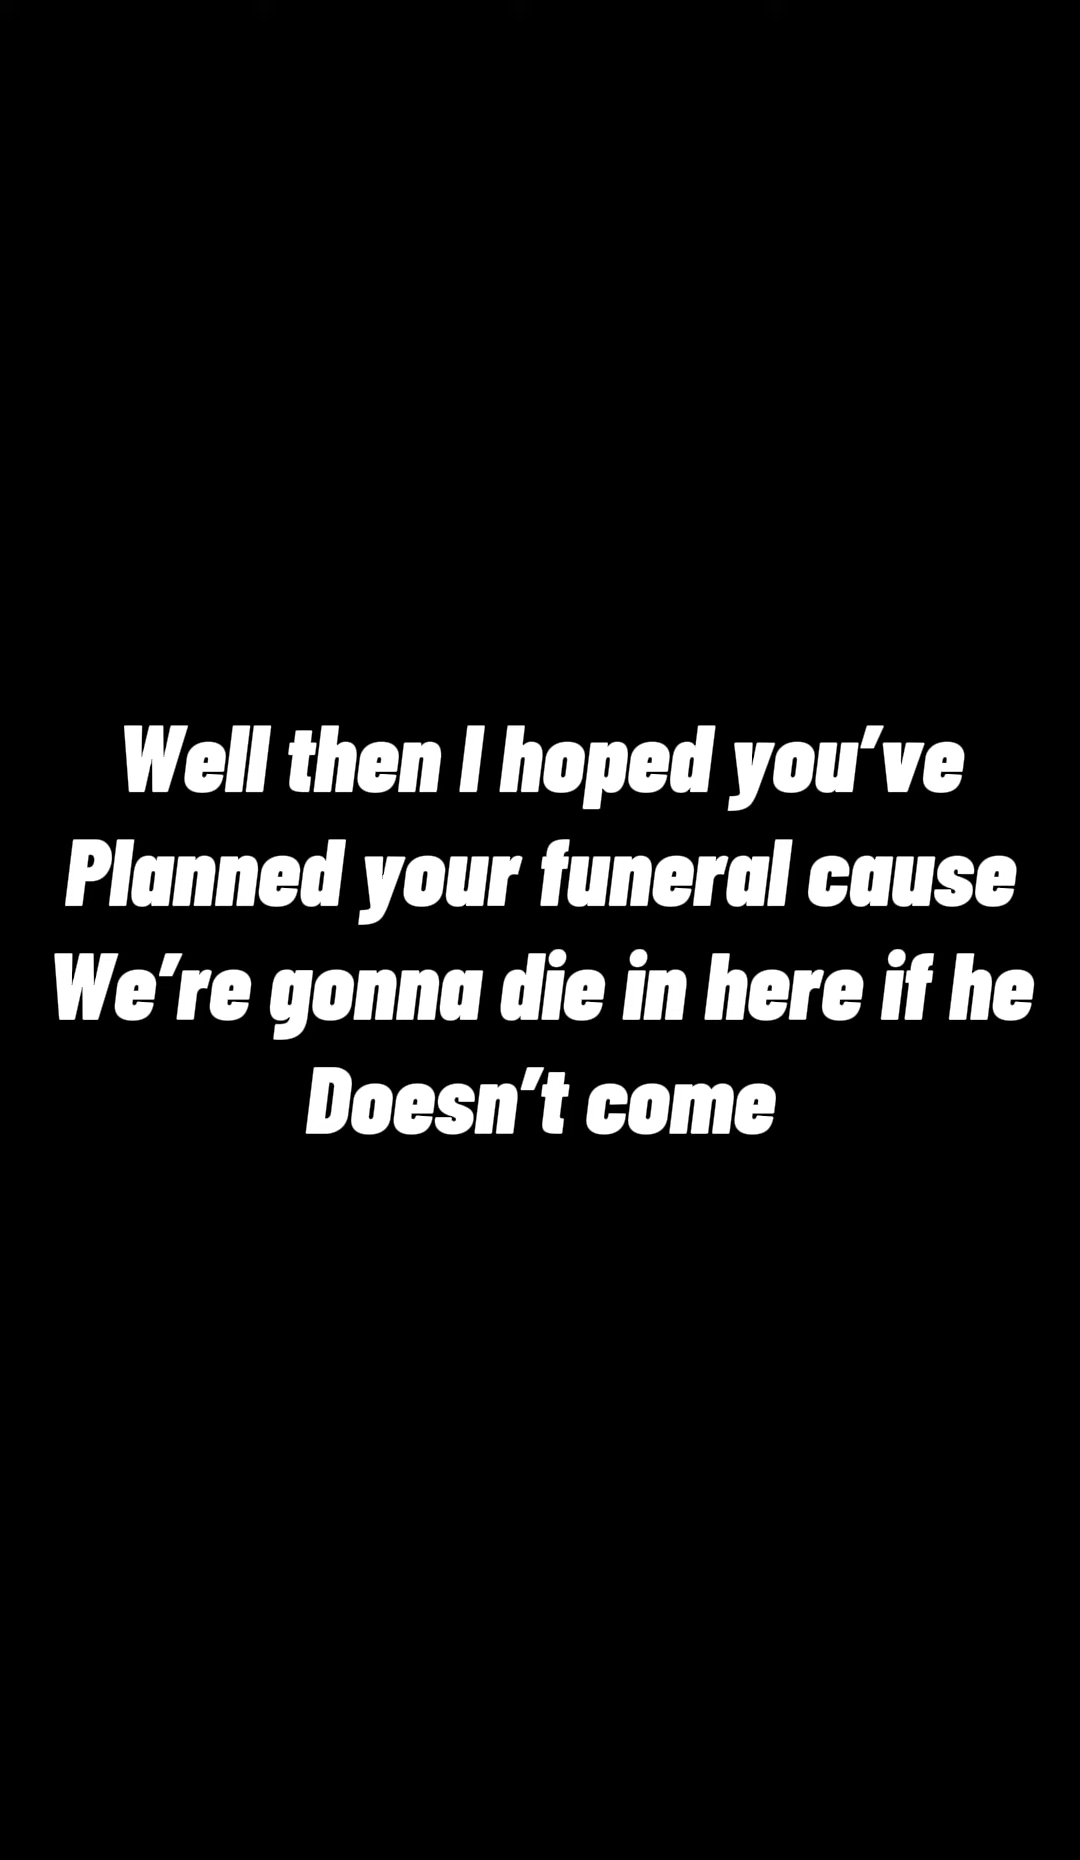 Well then I hoped you’ve
Planned your funeral cause
We’re gonna die in here if he
Doesn’t come